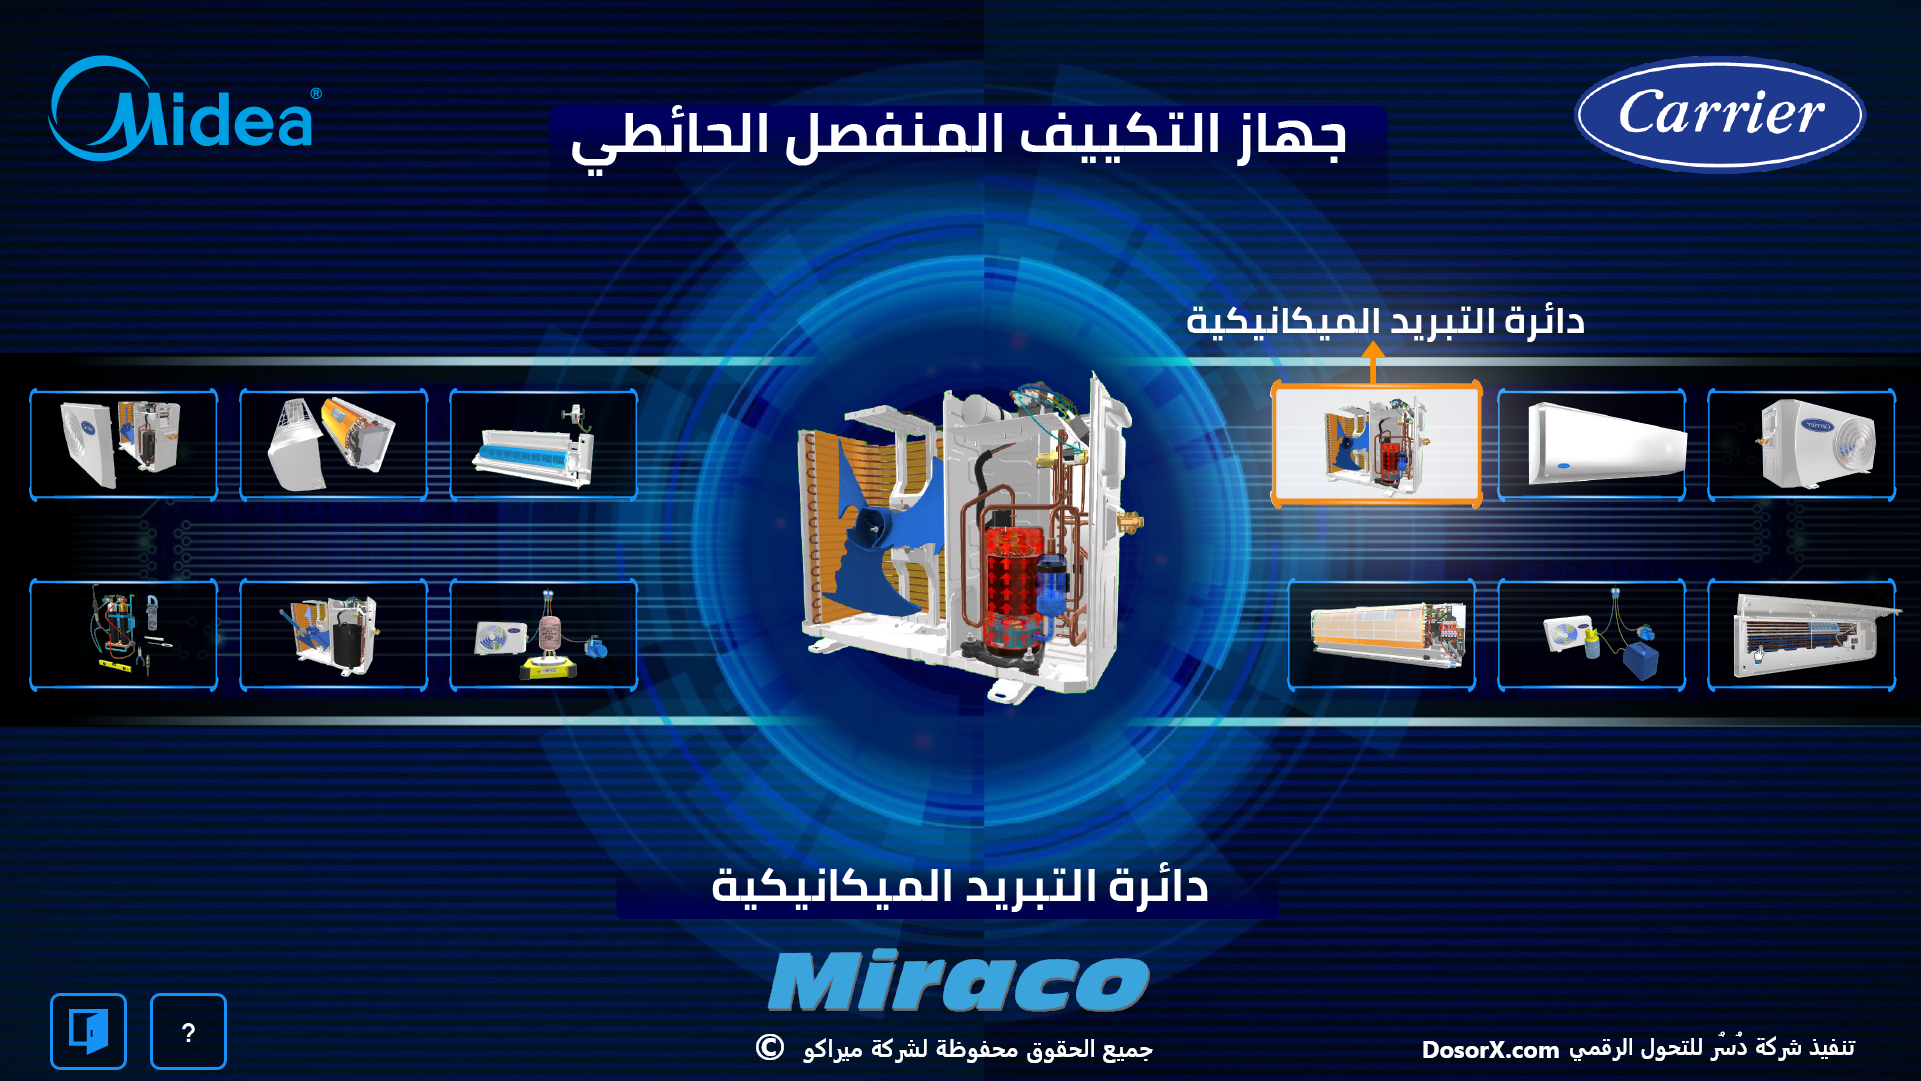 Midea®
Carrier
جهاز التكييف المنفصل الحائطي
دائرة التبريد الميكانيكية
دائرة التبريد الميكانيكية
Miraco
?
جميع الحقوق محفوظة لشركة ميراكو ©
تنفيذ شركة دُسرٌ للتحول الرقمي DosorX.com